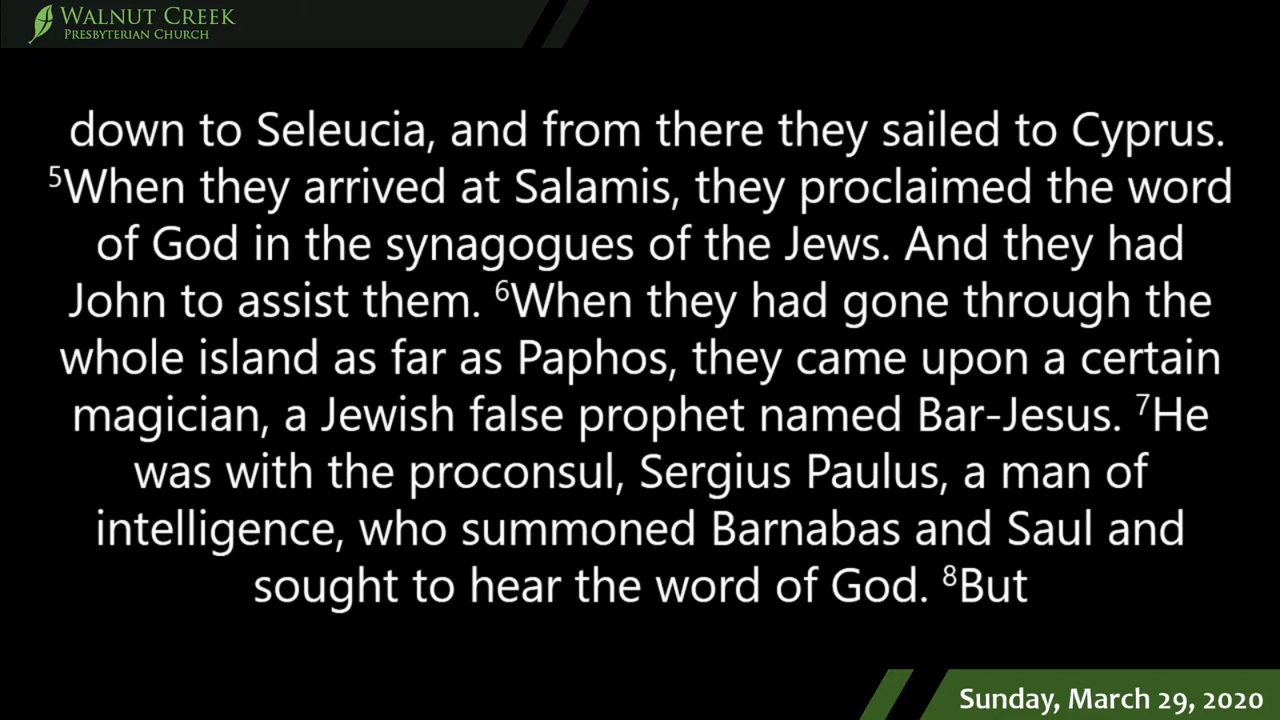 WALNUT CREEK
PRESBYTERIAN CHURCH
down to Seleucia, and from there they sailed to Cyprus.
⁵When they arrived at Salamis, they proclaimed the word
of God in the synagogues of the Jews. And they had
John to assist them. ⁶When they had gone through the
whole island as far as Paphos, they came upon a certain
magician, a Jewish false prophet named Bar-Jesus. ⁷He
was with the proconsul, Sergius Paulus, a man of
intelligence, who summoned Barnabas and Saul and
sought to hear the word of God. ⁸But
Sunday, March 29, 2020